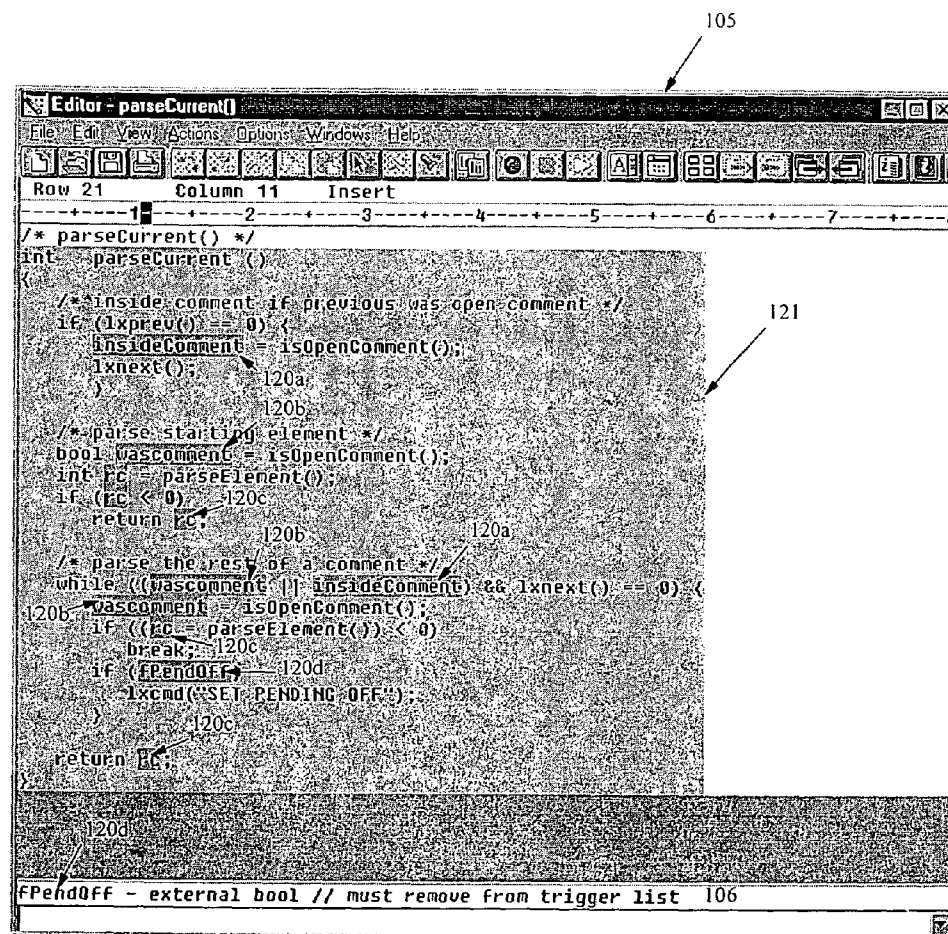 105
Editor - parseCurrent()
File Edit View Actions Options Windows Help
Row 21 Column 11 Insert
----+----1----+----2----+----3----+----4----+----5----+----6----+----7----+----
/* parseCurrent() */
int parseCurrent ()
{
/* inside comment if previous was open comment */
if (lxprev() == 0) {
121
insideComment = isOpenComment();
lxnext();
120a
}
120b
/* parse starting element */
bool wascomment = isOpenComment();
int rc = parseElement();
if (rc < 0)
120c
return rc;
120b
120a
/* parse the rest of a comment */
while ((wascomment || insideComment) && lxnext() == 0) {
120b
wascomment = isOpenComment();
if ((rc = parseElement()) < 0)
break;
120c
if (fPendOff)
120d
lxcmd("SET PENDING OFF");
}
120c
return rc;
}
120d
fPendOff - external bool // must remove from trigger list 106